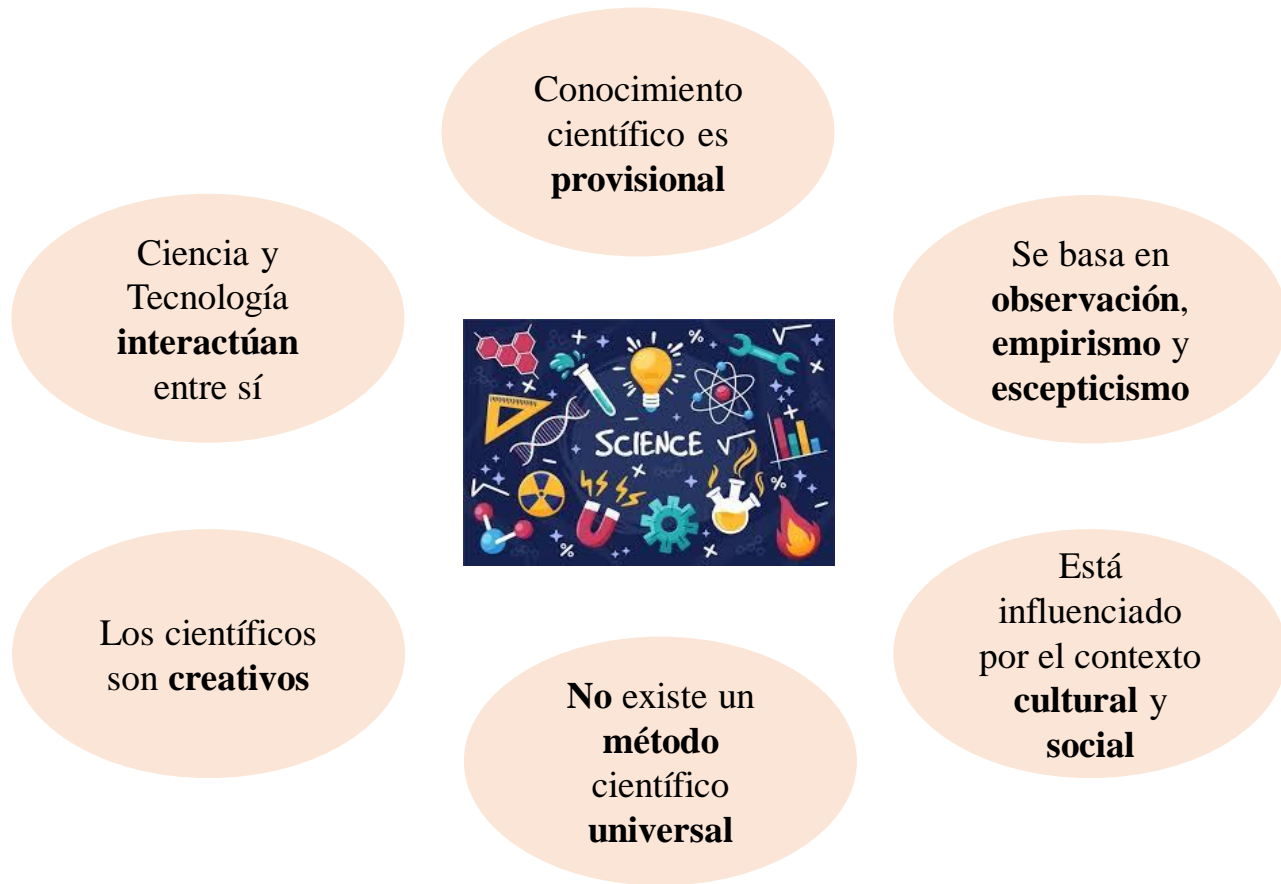 Conocimiento
científico es
provisional
Ciencia y
Tecnología
interactúan
entre sí
Se basa en
observación,
empirismo y
escepticismo
SCIENCE
Los científicos
son creativos
No existe un
método
científico
universal
Está
influenciado
por el contexto
cultural y
social